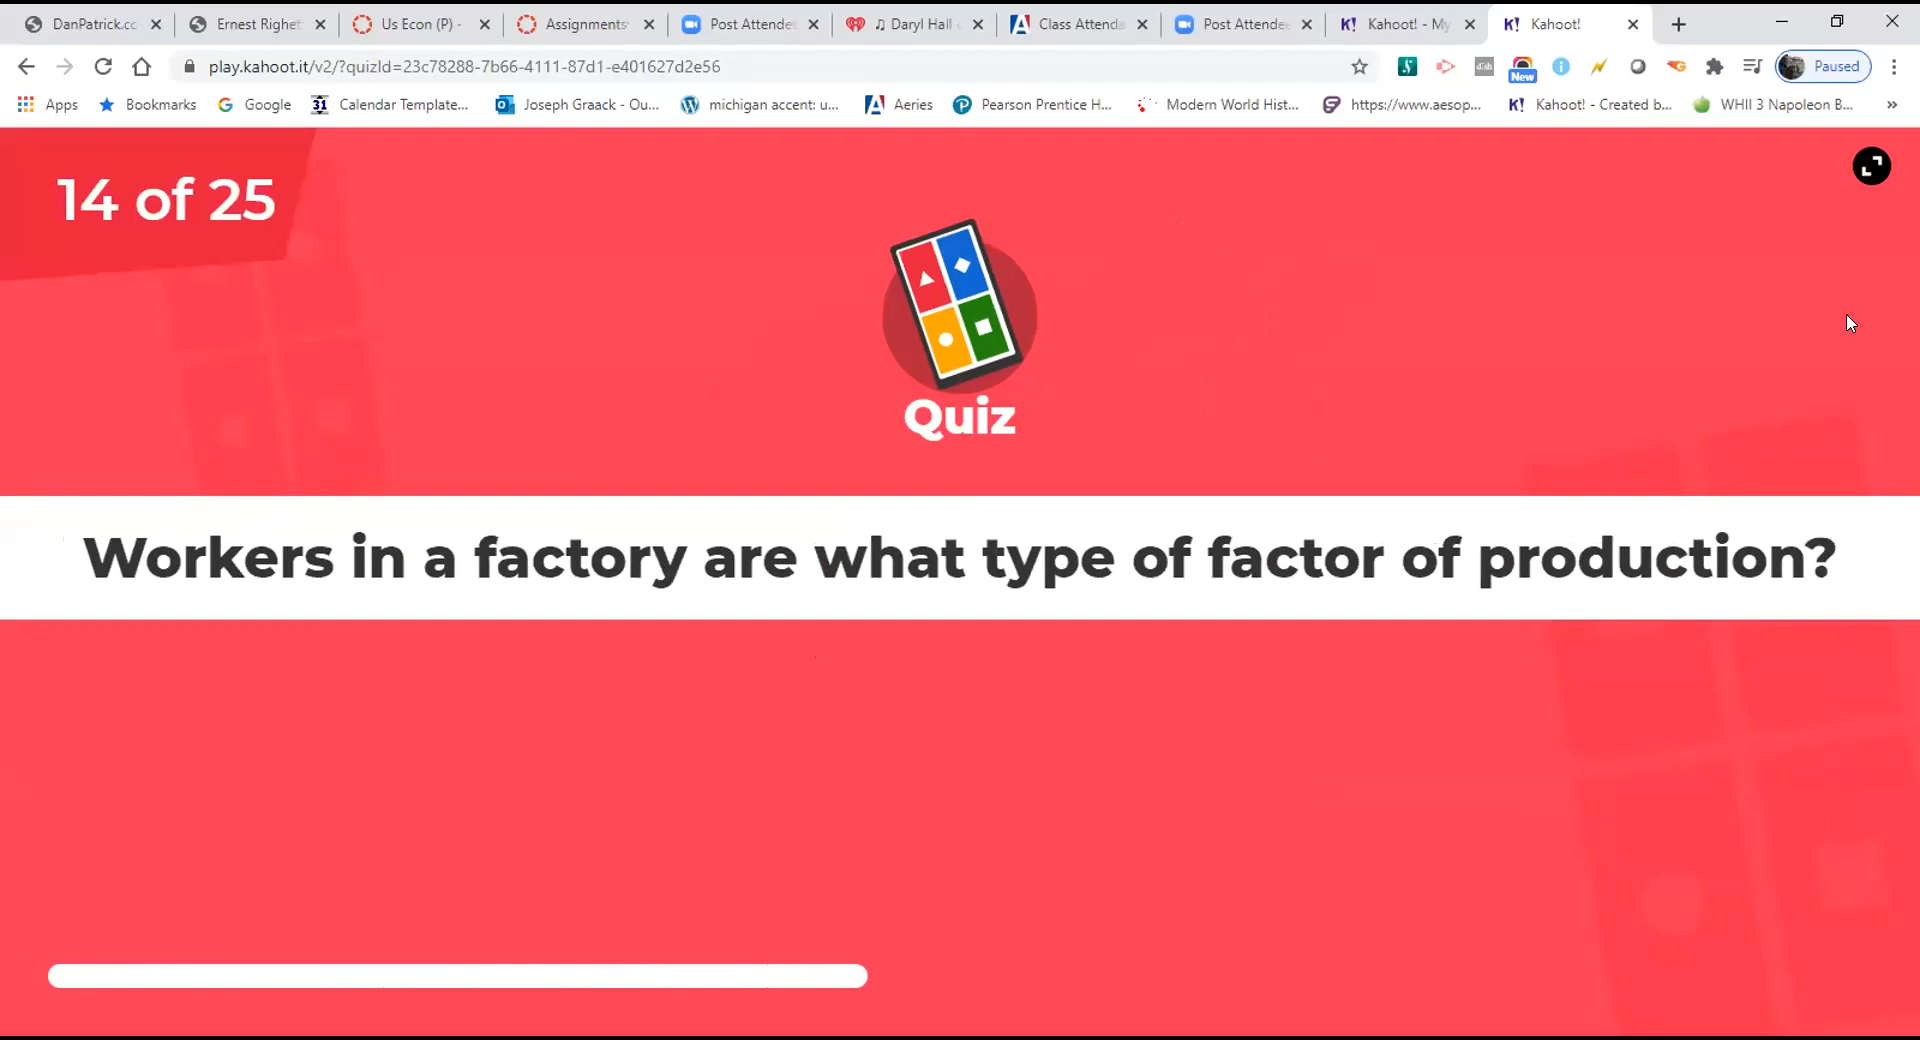 DanPatrick.cc
Ernest Righet
Us Econ (P) -
Assignments
Post Attende
♫ Daryl Hall
Class Attenda
Post Attende
K! Kahoot! - My
K! Kahoot!
play.kahoot.it/v2/?quizId=23c78288-7b66-4111-87d1-e401627d2e56
dish
New
Paused
Apps
Bookmarks
Google
31 Calendar Template...
Joseph Graack - Ou...
michigan accent: u...
Aeries
Pearson Prentice H...
Modern World Hist...
https://www.aesop...
K! Kahoot! - Created b...
WHII 3 Napoleon B...
14 of 25
Quiz
Workers in a factory are what type of factor of production?